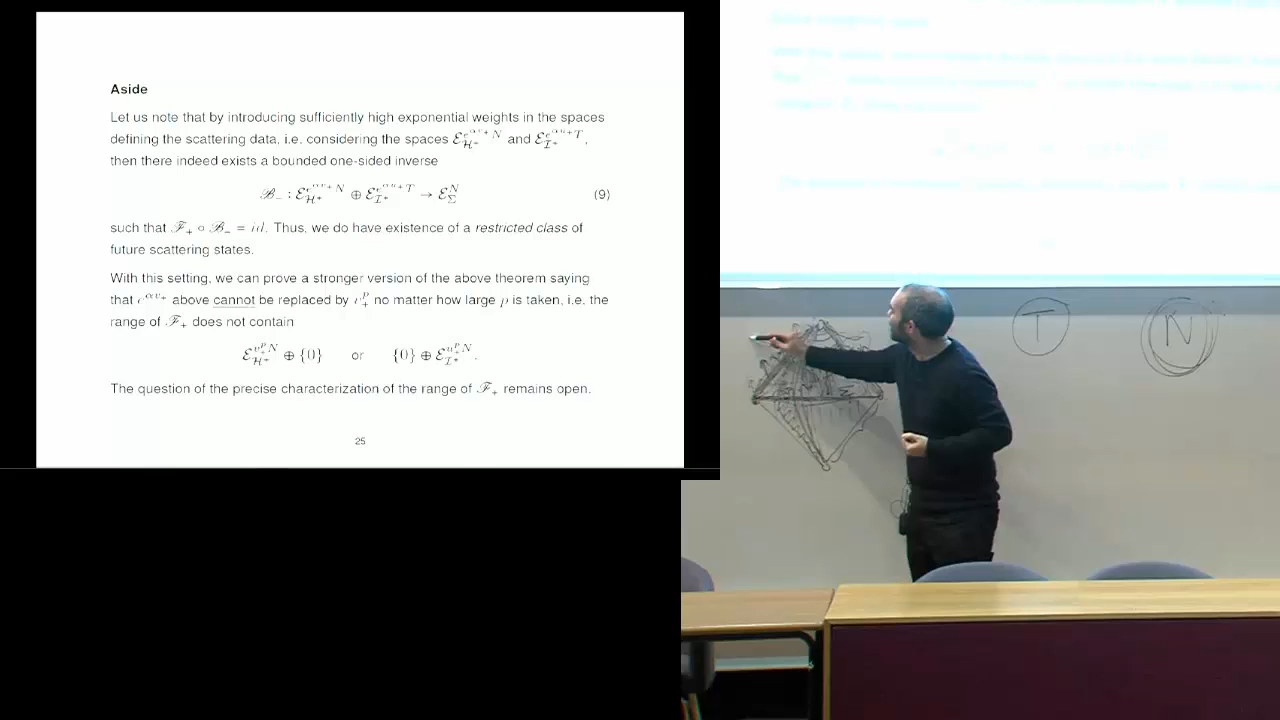 Aside
Let us note that by introducing sufficiently high exponential weights in the spaces
defining the scattering data, i.e. considering the spaces $\mathcal{E}_{\mathcal{H}^+}^{e^{\alpha v_+}N}$ and $\mathcal{E}_{\mathcal{I}^+}^{e^{\alpha u_+}T}$,
then there indeed exists a bounded one-sided inverse
$\mathscr{B}_- : \mathcal{E}_{\mathcal{H}^+}^{e^{\alpha v_+}N} \oplus \mathcal{E}_{\mathcal{I}^+}^{e^{\alpha u_+}T} \to \mathcal{E}_{\Sigma}^{N}$ (9)
such that $\mathscr{F}_+ \circ \mathscr{B}_- = id$. Thus, we do have existence of a restricted class of
future scattering states.
With this setting, we can prove a stronger version of the above theorem saying
that $e^{\alpha v_+}$ above cannot be replaced by $v_+^p$ no matter how large $p$ is taken, i.e. the
range of $\mathscr{F}_+$ does not contain
$\mathcal{E}_{\mathcal{H}^+}^{v_+^p N} \oplus \{0\}$ or $\{0\} \oplus \mathcal{E}_{\mathcal{I}^+}^{u_+^p N}$.
The question of the precise characterization of the range of $\mathscr{F}_+$ remains open.
25
T
N